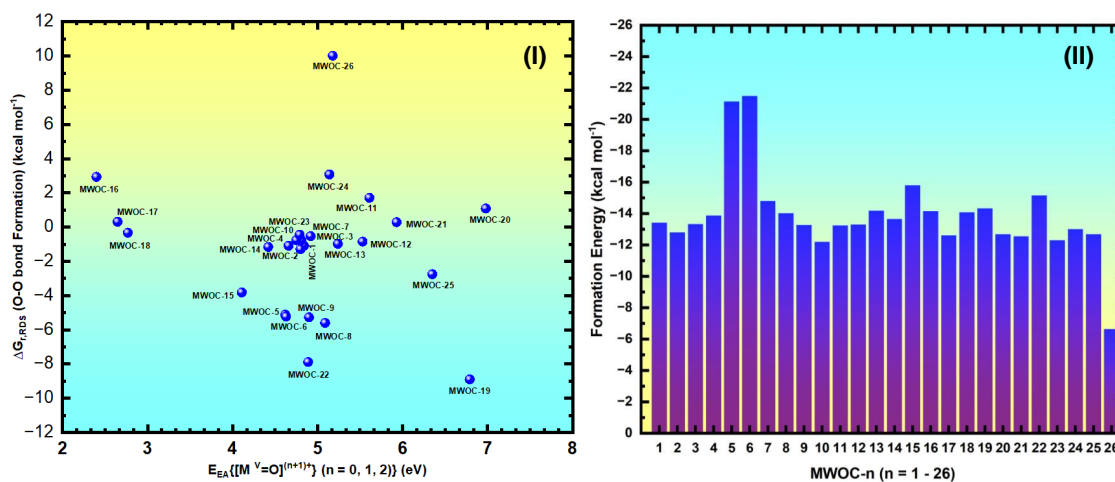 (I)
12
10
8
6
4
2
0
−2
−4
−6
−8
−10
−12
ΔG_r,RDS (O-O bond Formation) (kcal mol⁻¹)
MWOC-26
MWOC-16
MWOC-24
MWOC-11
MWOC-17
MWOC-20
MWOC-21
MWOC-23
MWOC-7
MWOC-10
MWOC-4
MWOC-3
MWOC-18
MWOC-12
MWOC-14
MWOC-2
MWOC-1
MWOC-13
MWOC-25
MWOC-15
MWOC-9
MWOC-5
MWOC-6
MWOC-8
MWOC-22
MWOC-19
2 3 4 5 6 7 8
E_EA{[M ⱽ=O]⁽ⁿ⁺¹⁾⁺} (n = 0, 1, 2)} (eV)
(II)
−26
−24
−22
−20
−18
−16
−14
−12
−10
−8
−6
−4
−2
0
Formation Energy (kcal mol⁻¹)
1 2 3 4 5 6 7 8 9 10 11 12 13 14 15 16 17 18 19 20 21 22 23 24 25 26
MWOC-n (n = 1 - 26)